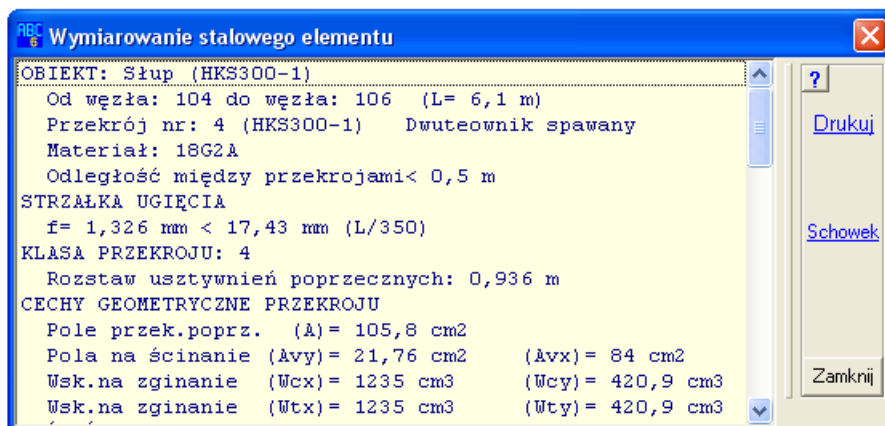 ABC 6 Wymiarowanie stalowego elementu
OBIEKT: Słup (HKS300-1)
Od węzła: 104 do węzła: 106 (L= 6,1 m)
Przekrój nr: 4 (HKS300-1) Dwuteownik spawany
Materiał: 18G2A
Odległość między przekrojami< 0,5 m
STRZAŁKA UGIĘCIA
f= 1,326 mm < 17,43 mm (L/350)
KLASA PRZEKROJU: 4
Rozstaw usztywnień poprzecznych: 0,936 m
CECHY GEOMETRYCZNE PRZEKROJU
Pole przek.poprz. (A)= 105,8 cm2
Pola na ścinanie (Avy)= 21,76 cm2 (Avx)= 84 cm2
Wsk.na zginanie (Wcx)= 1235 cm3 (Wcy)= 420,9 cm3
Wsk.na zginanie (Wtx)= 1235 cm3 (Wty)= 420,9 cm3
?
Drukuj
Schowek
Zamknij